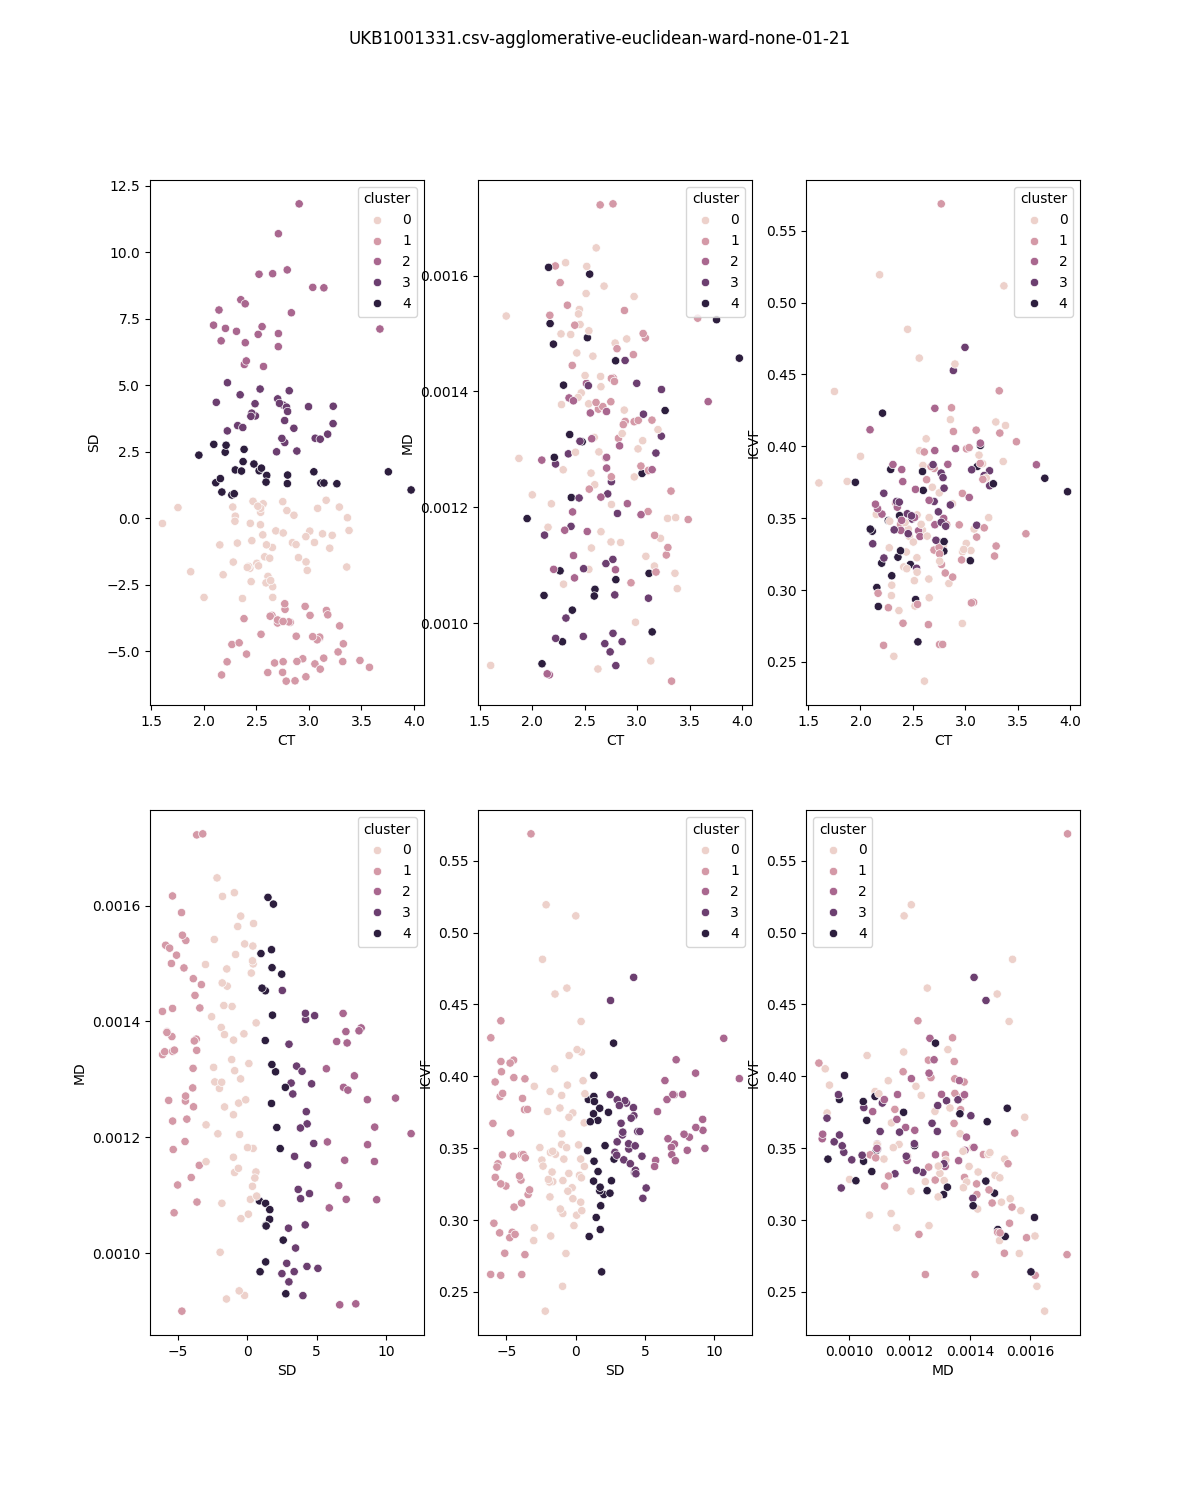 UKB1001331.csv-agglomerative-euclidean-ward-none-01-21
cluster
0
1
2
3
4
12.5
10.0
7.5
5.0
2.5
0.0
−2.5
−5.0
SD
1.5 2.0 2.5 3.0 3.5 4.0
CT
cluster
0
1
2
3
4
0.0016
0.0014
0.0012
0.0010
MD
1.5 2.0 2.5 3.0 3.5 4.0
CT
cluster
0
1
2
3
4
0.55
0.50
0.45
0.40
0.35
0.30
0.25
ICVF
1.5 2.0 2.5 3.0 3.5 4.0
CT
cluster
0
1
2
3
4
0.0016
0.0014
0.0012
0.0010
MD
−5 0 5 10
SD
cluster
0
1
2
3
4
0.55
0.50
0.45
0.40
0.35
0.30
0.25
ICVF
−5 0 5 10
SD
cluster
0
1
2
3
4
0.55
0.50
0.45
0.40
0.35
0.30
0.25
ICVF
0.0010 0.0012 0.0014 0.0016
MD